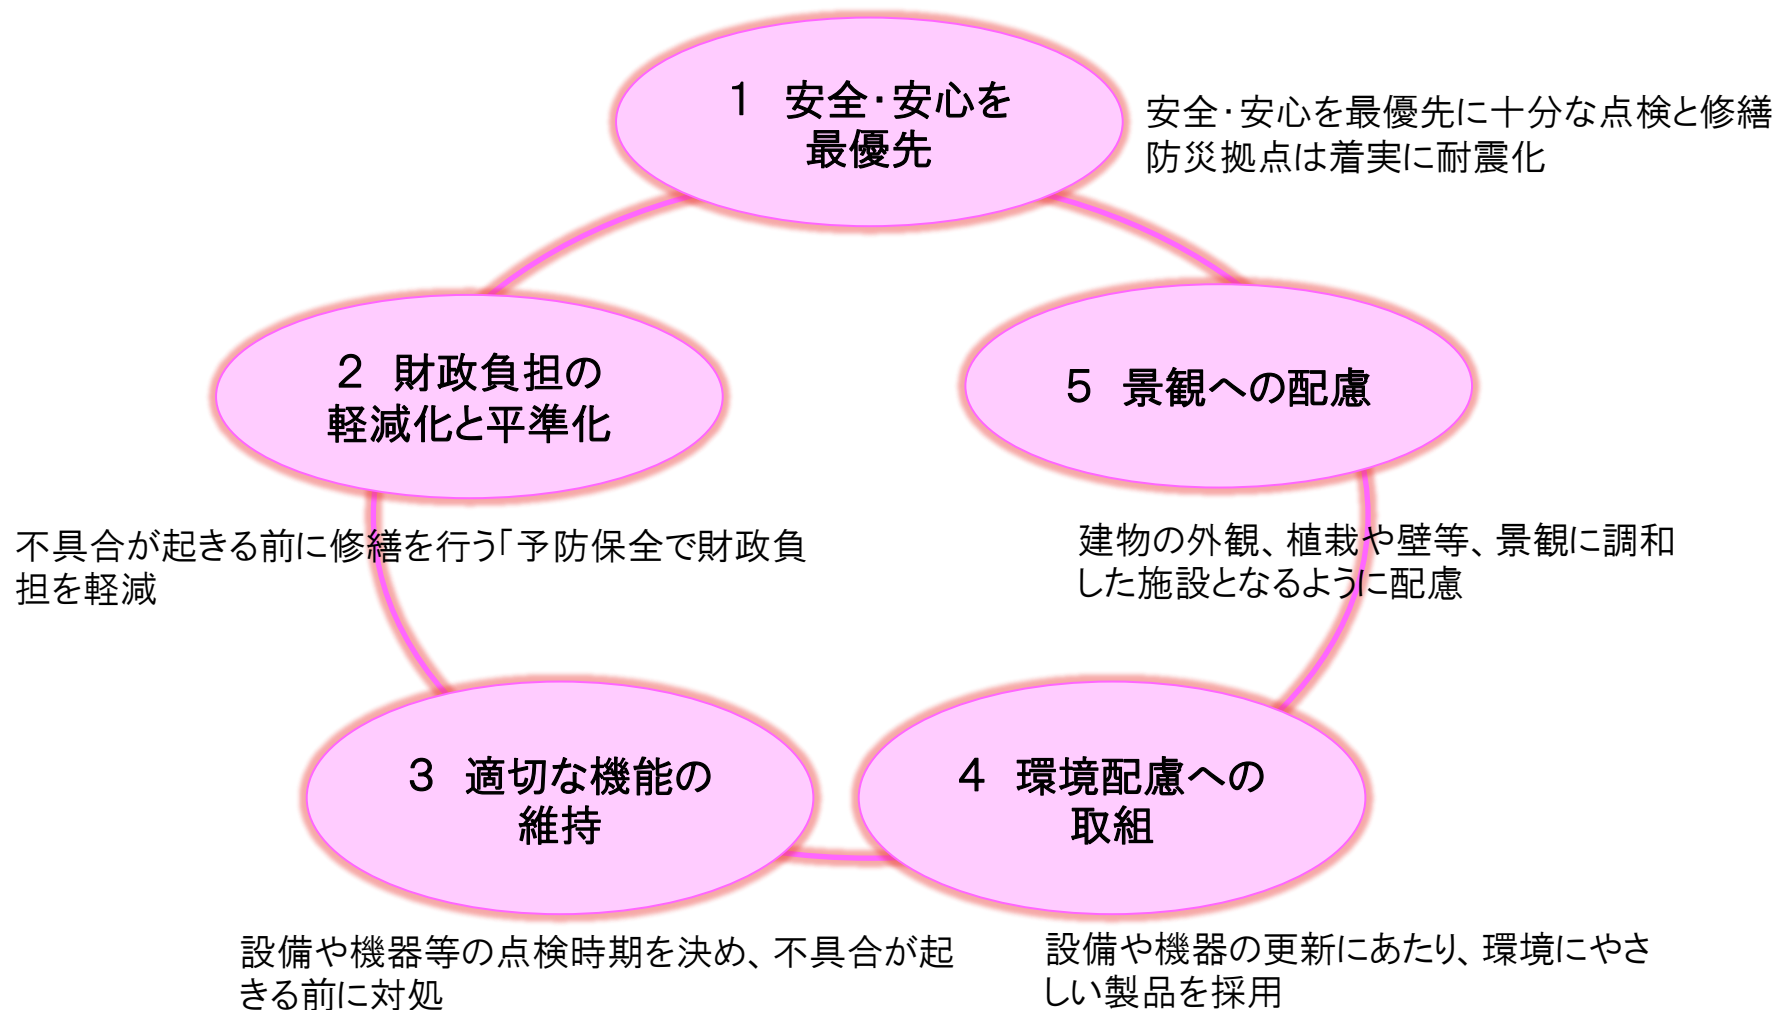 1　安全・安心を
最優先
安全・安心を最優先に十分な点検と修繕
防災拠点は着実に耐震化
2　財政負担の
軽減化と平準化
不具合が起きる前に修繕を行う「予防保全で財政負
担を軽減
3　適切な機能の
維持
設備や機器等の点検時期を決め、不具合が起
きる前に対処
4　環境配慮への
取組
設備や機器の更新にあたり、環境にやさ
しい製品を採用
5　景観への配慮
建物の外観、植栽や壁等、景観に調和
した施設となるように配慮